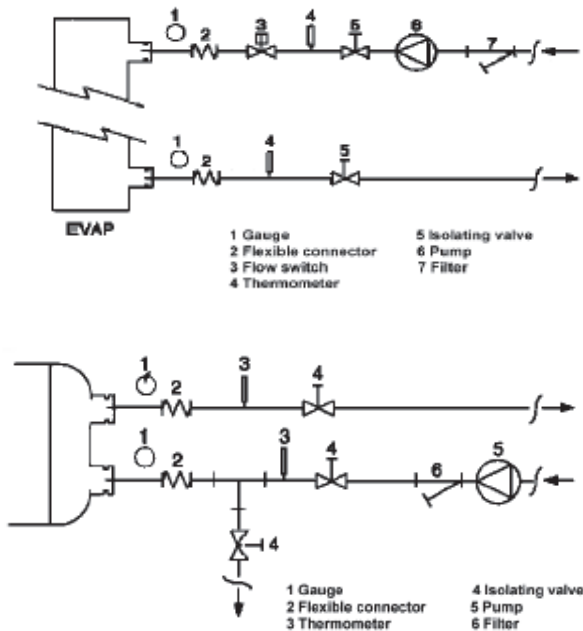 1
2
3
4
5
6
7
1
2
4
5
EVAP
1 Gauge 5 Isolating valve
2 Flexible connector 6 Pump
3 Flow switch 7 Filter
4 Thermometer
1
2
3
4
1
2
3
4
6
5
4
1 Gauge 4 Isolating valve
2 Flexible connector 5 Pump
3 Thermometer 6 Filter